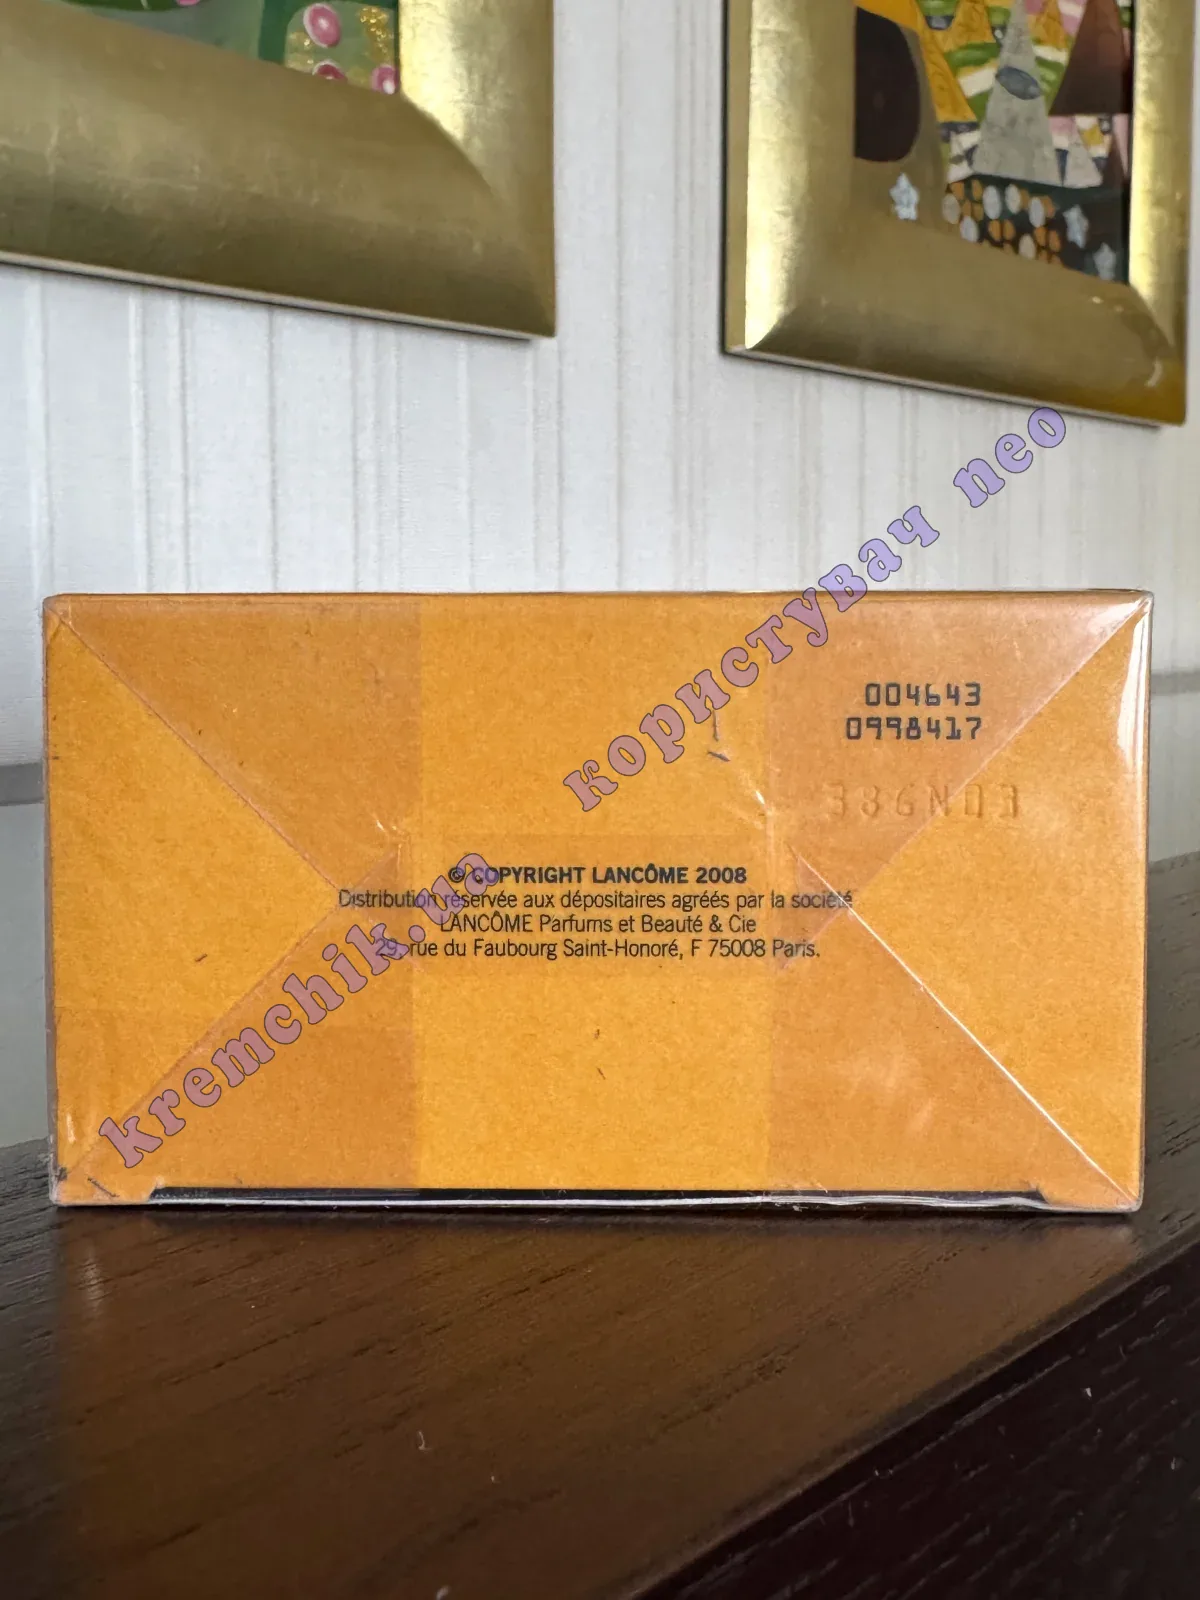 004643
0998417
386N03
© COPYRIGHT LANCÔME 2008
Distribution réservée aux dépositaires agréés par la société
LANCÔME Parfums et Beauté & Cie
29, rue du Faubourg Saint-Honoré, F 75008 Paris.
kremchik.ua користувач neo